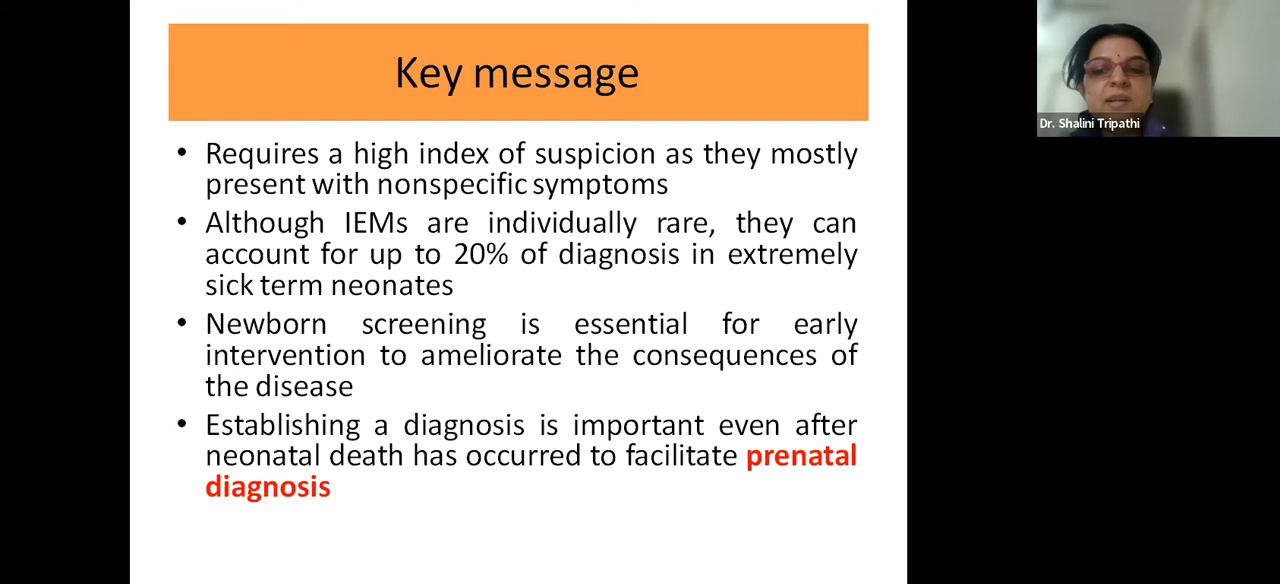 Key message
• Requires a high index of suspicion as they mostly
present with nonspecific symptoms
• Although IEMs are individually rare, they can
account for up to 20% of diagnosis in extremely
sick term neonates
• Newborn screening is essential for early
intervention to ameliorate the consequences of
the disease
• Establishing a diagnosis is important even after
neonatal death has occurred to facilitate prenatal
diagnosis
Dr. Shalini Tripathi